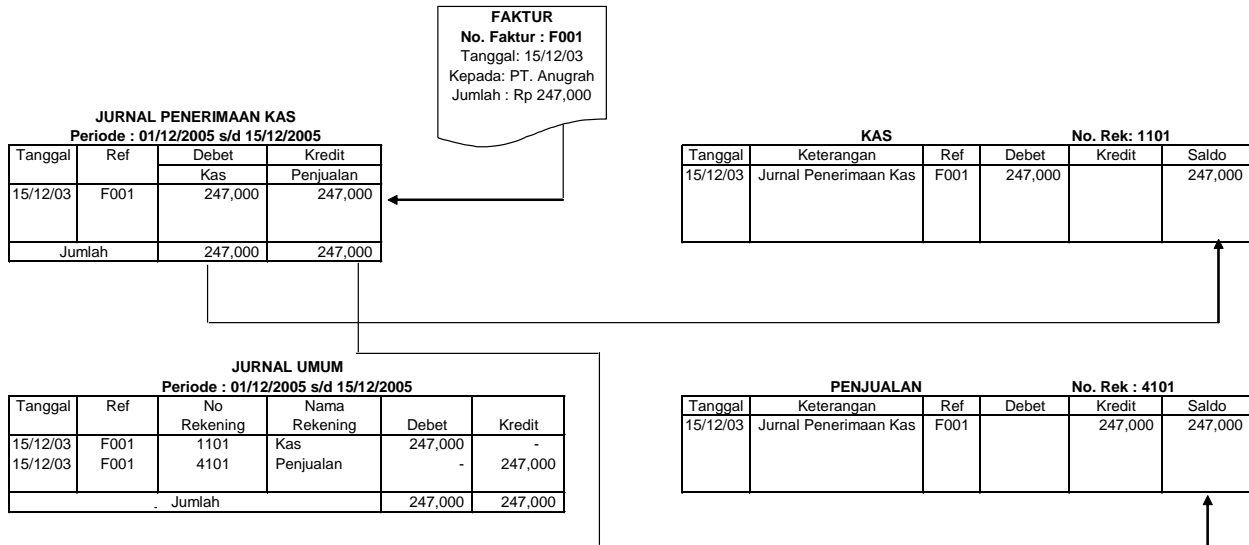 FAKTUR
No. Faktur : F001
Tanggal: 15/12/03
Kepada: PT. Anugrah
Jumlah : Rp 247,000
JURNAL PENERIMAAN KAS
Periode : 01/12/2005 s/d 15/12/2005
Tanggal Ref Debet Kredit
Kas Penjualan
15/12/03 F001 247,000 247,000
Jumlah 247,000 247,000
KAS No. Rek: 1101
Tanggal Keterangan Ref Debet Kredit Saldo
15/12/03 Jurnal Penerimaan Kas F001 247,000 247,000
JURNAL UMUM
Periode : 01/12/2005 s/d 15/12/2005
Tanggal Ref No Nama
Rekening Rekening Debet Kredit
15/12/03 F001 1101 Kas 247,000 -
15/12/03 F001 4101 Penjualan - 247,000
. Jumlah 247,000 247,000
PENJUALAN No. Rek : 4101
Tanggal Keterangan Ref Debet Kredit Saldo
15/12/03 Jurnal Penerimaan Kas F001 247,000 247,000